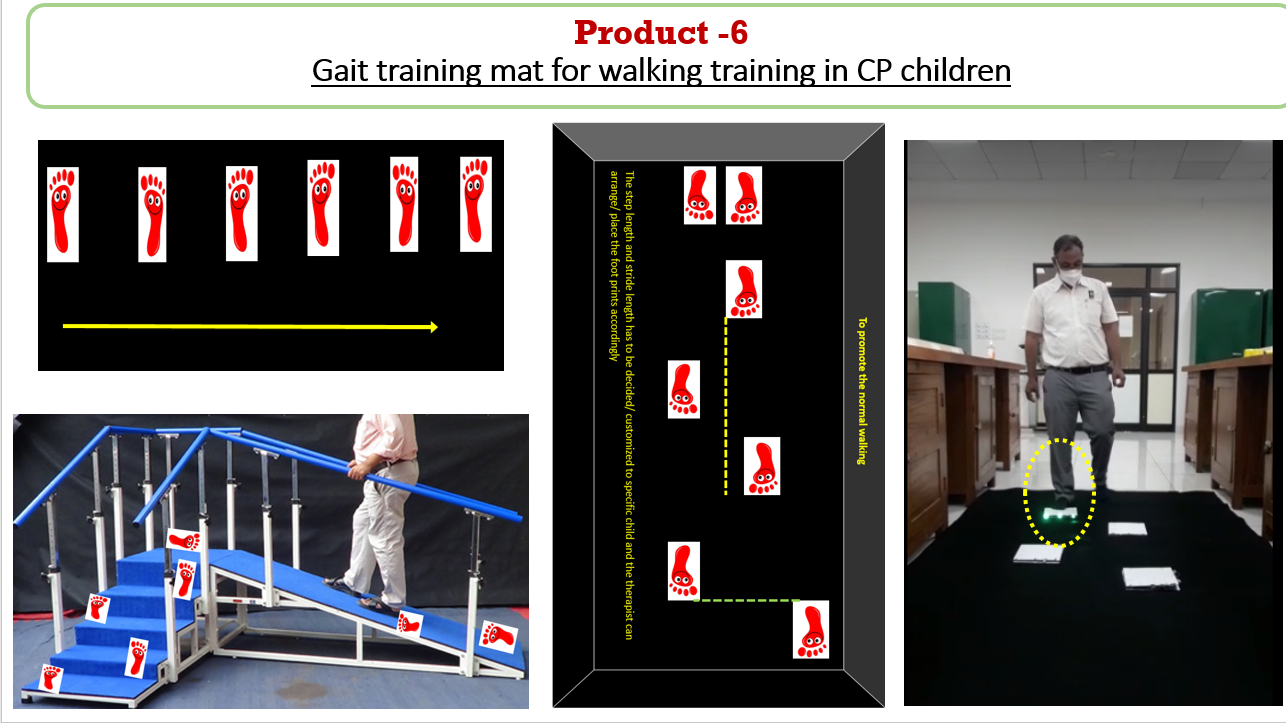 Product -6
Gait training mat for walking training in CP children
The step length and stride length has to be decided/ customized to specific child and the therapist can
arrange/ place the foot prints accordingly
To promote the normal walking